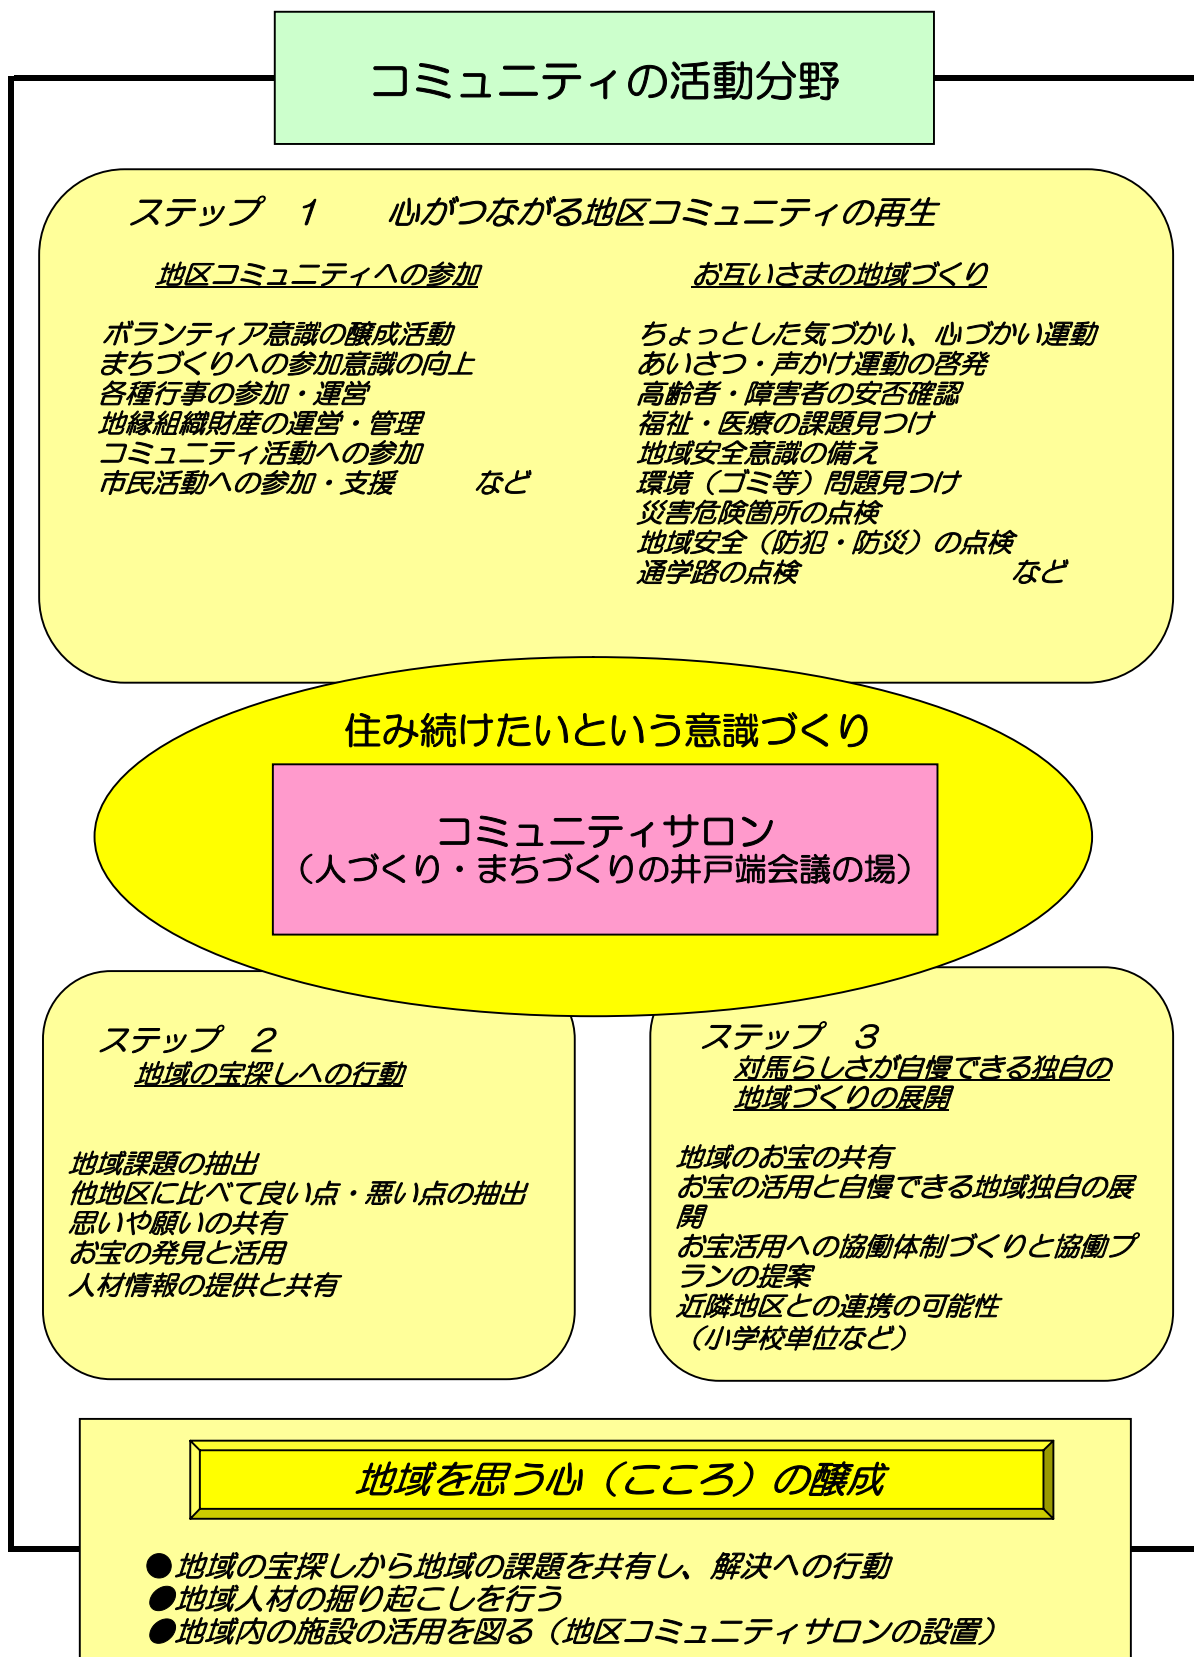 コミュニティの活動分野
ステップ　１　　心がつながる地区コミュニティの再生
地区コミュニティへの参加
ボランティア意識の醸成活動
まちづくりへの参加意識の向上
各種行事の参加・運営
地縁組織財産の運営・管理
コミュニティ活動への参加
市民活動への参加・支援　　　など
お互いさまの地域づくり
ちょっとした気づかい、心づかい運動
あいさつ・声かけ運動の啓発
高齢者・障害者の安否確認
福祉・医療の課題見つけ
地域安全意識の備え
環境（ゴミ等）問題見つけ
災害危険箇所の点検
地域安全（防犯・防災）の点検
通学路の点検　　　　　　　　など
住み続けたいという意識づくり
コミュニティサロン
（人づくり・まちづくりの井戸端会議の場）
ステップ　２
地域の宝探しへの行動
地域課題の抽出
他地区に比べて良い点・悪い点の抽出
思いや願いの共有
お宝の発見と活用
人材情報の提供と共有
ステップ　３
対馬らしさが自慢できる独自の
地域づくりの展開
地域のお宝の共有
お宝の活用と自慢できる地域独自の展
開
お宝活用への協働体制づくりと協働プ
ランの提案
近隣地区との連携の可能性
（小学校単位など）
地域を思う心（こころ）の醸成
●地域の宝探しから地域の課題を共有し、解決への行動
●地域人材の掘り起こしを行う
●地域内の施設の活用を図る（地区コミュニティサロンの設置）